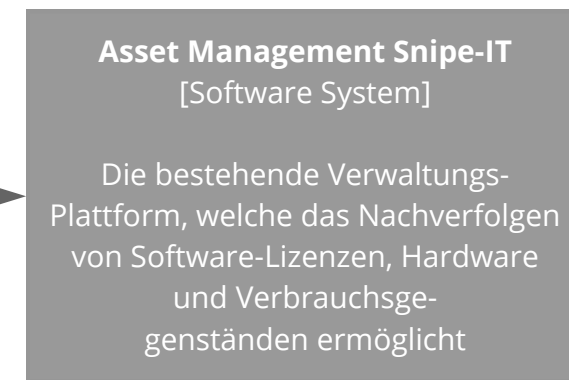 Asset Management Snipe-IT
[Software System]
Die bestehende Verwaltungs-
Plattform, welche das Nachverfolgen
von Software-Lizenzen, Hardware
und Verbrauchsge-
genständen ermöglicht